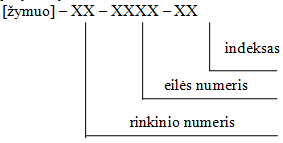 [žymuo] – XX – XXXX – XX
indeksas
eilės numeris
rinkinio numeris